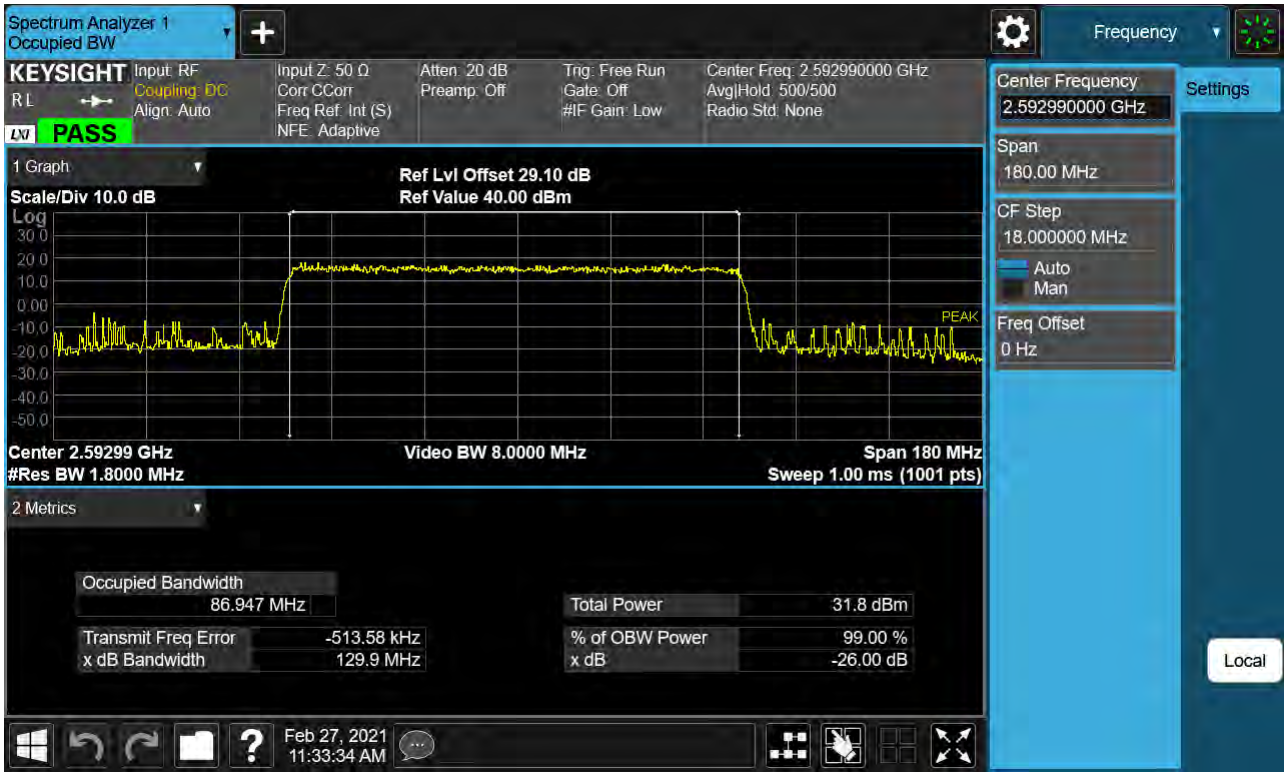 Spectrum Analyzer 1
Occupied BW
Frequency
KEYSIGHT
R L
LXI
PASS
Input: RF
Coupling: DC
Align: Auto
Input Z: 50 Ω
Corr CCorr
Freq Ref: Int (S)
NFE: Adaptive
Atten: 20 dB
Preamp: Off
Trig: Free Run
Gate: Off
#IF Gain: Low
Center Freq: 2.592990000 GHz
Avg|Hold: 500/500
Radio Std: None
Center Frequency
2.592990000 GHz
Settings
Span
180.00 MHz
CF Step
18.000000 MHz
Auto
Man
Freq Offset
0 Hz
Local
1 Graph
Scale/Div 10.0 dB
Ref Lvl Offset 29.10 dB
Ref Value 40.00 dBm
Log
30.0
20.0
10.0
0.00
-10.0
-20.0
-30.0
-40.0
-50.0
PEAK
Center 2.59299 GHz
Video BW 8.0000 MHz
Span 180 MHz
#Res BW 1.8000 MHz
Sweep 1.00 ms (1001 pts)
2 Metrics
Occupied Bandwidth
86.947 MHz
Total Power 31.8 dBm
Transmit Freq Error -513.58 kHz
% of OBW Power 99.00 %
x dB Bandwidth 129.9 MHz
x dB -26.00 dB
?
Feb 27, 2021
11:33:34 AM